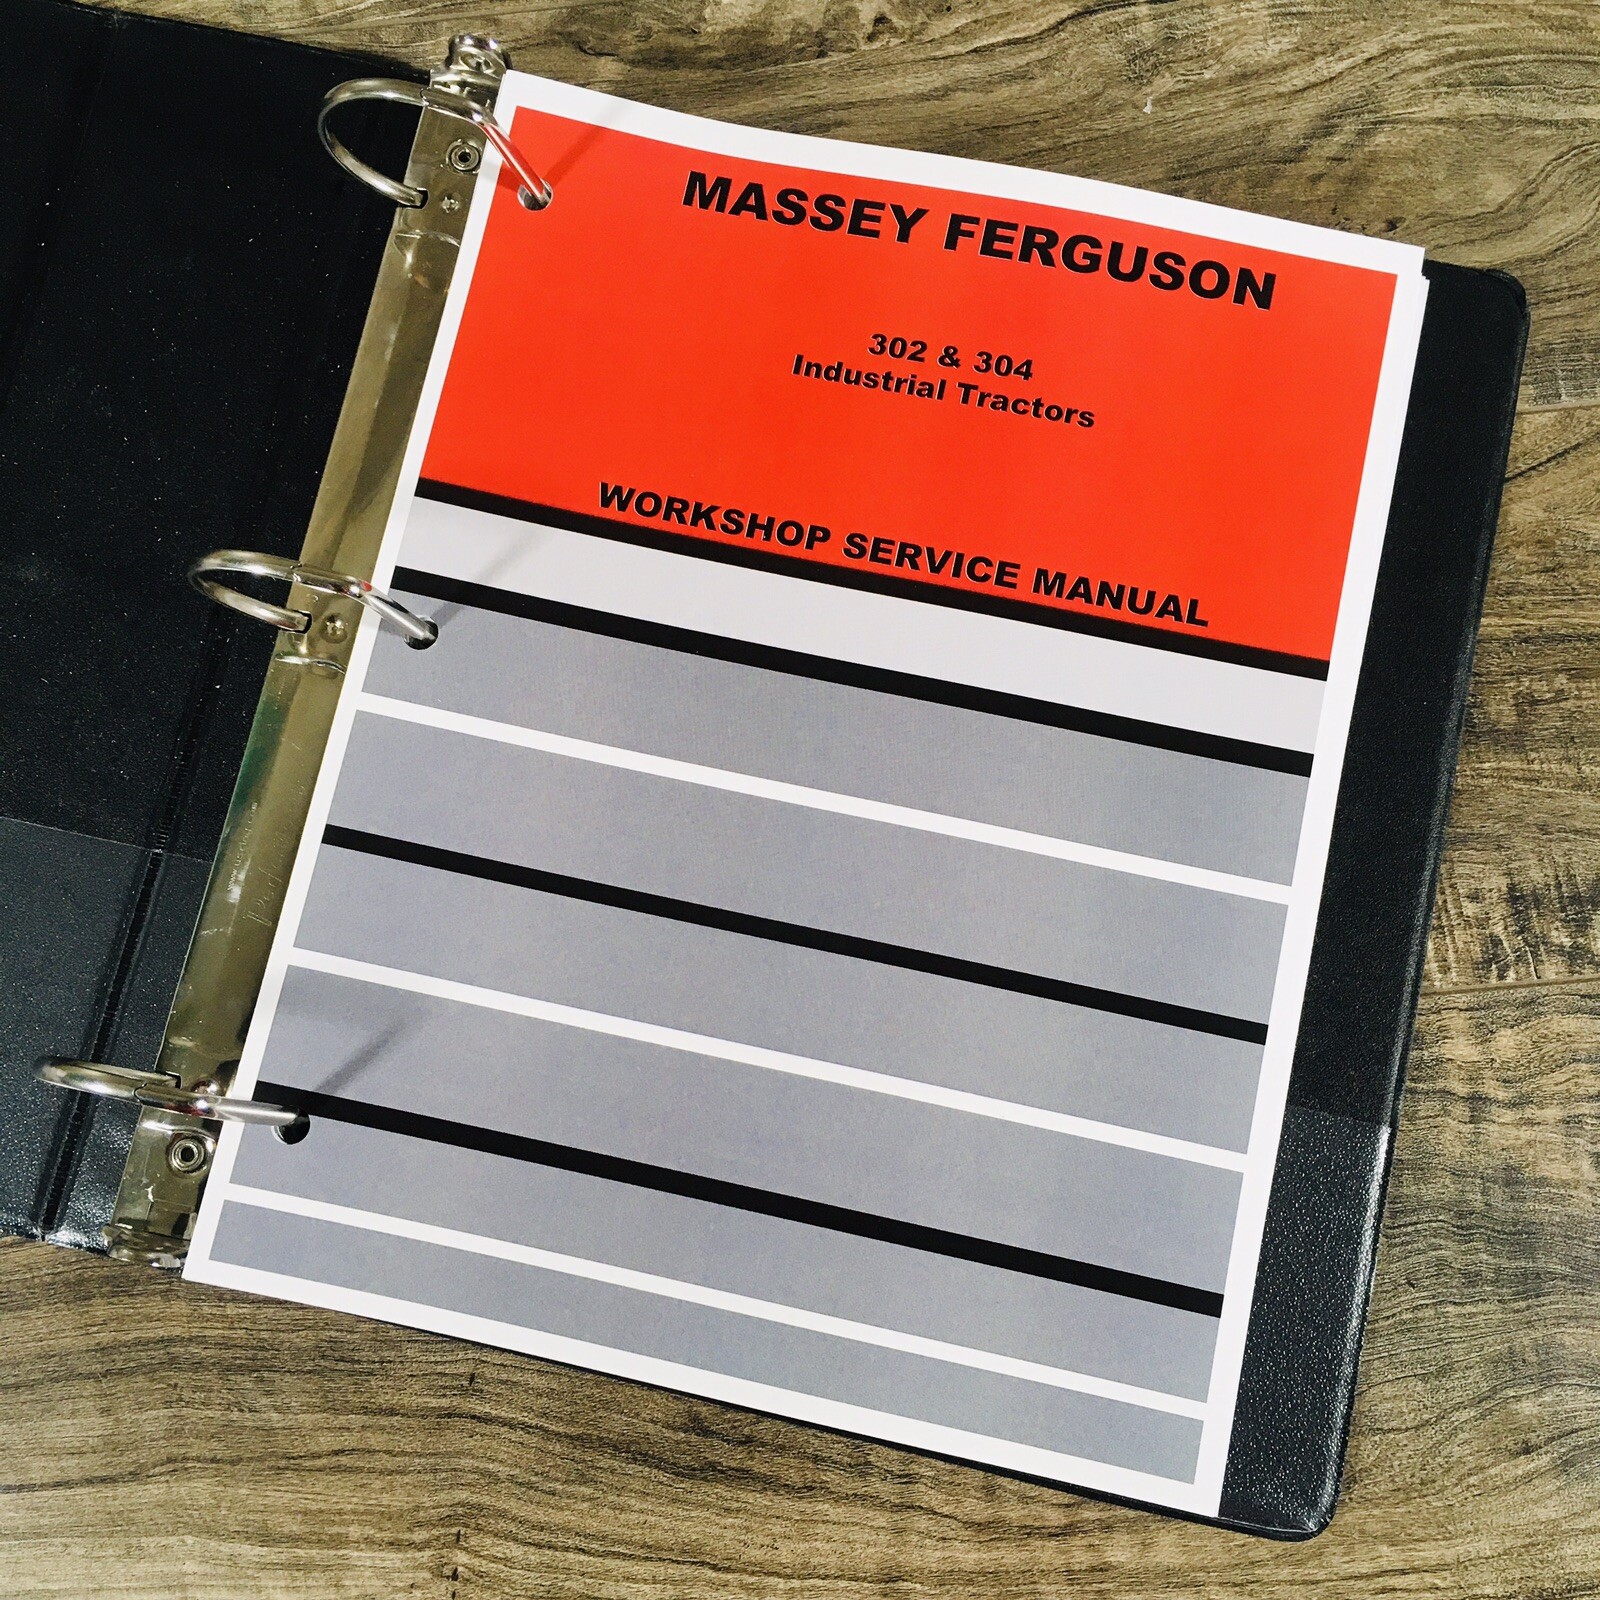 MASSEY FERGUSON
302 & 304
Industrial Tractors
WORKSHOP SERVICE MANUAL